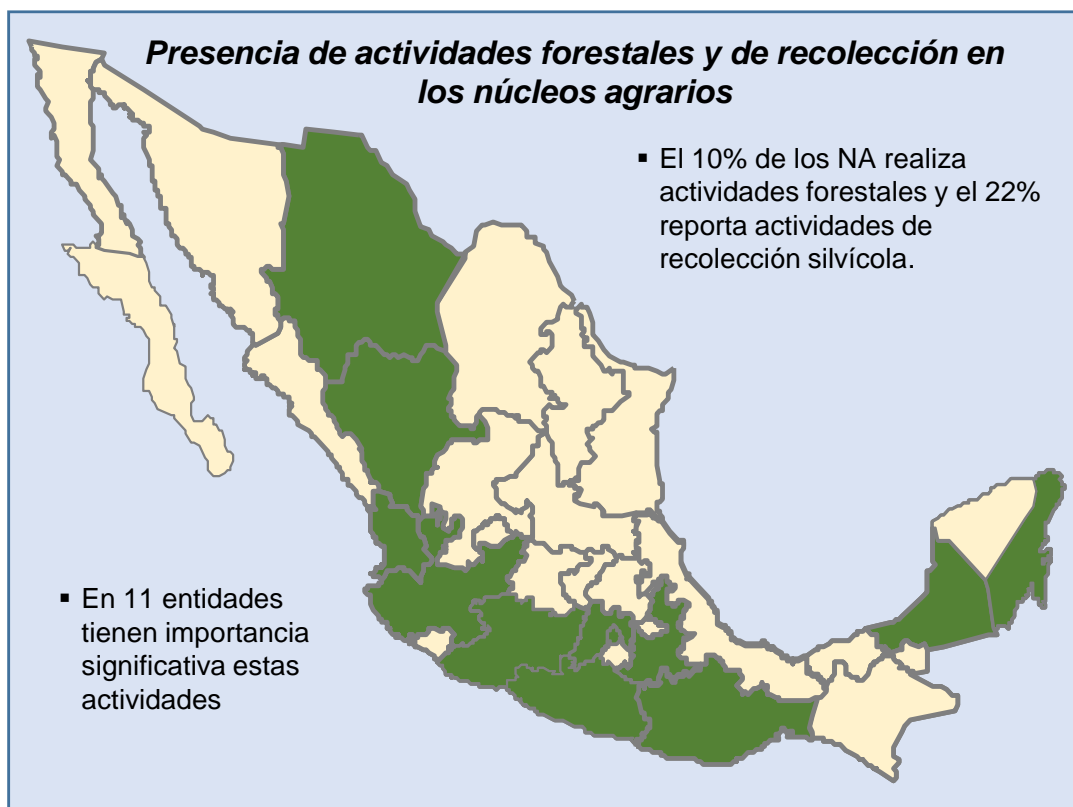 Presencia de actividades forestales y de recolección en
los núcleos agrarios
▪ El 10% de los NA realiza
actividades forestales y el 22%
reporta actividades de
recolección silvícola.
▪ En 11 entidades
tienen importancia
significativa estas
actividades